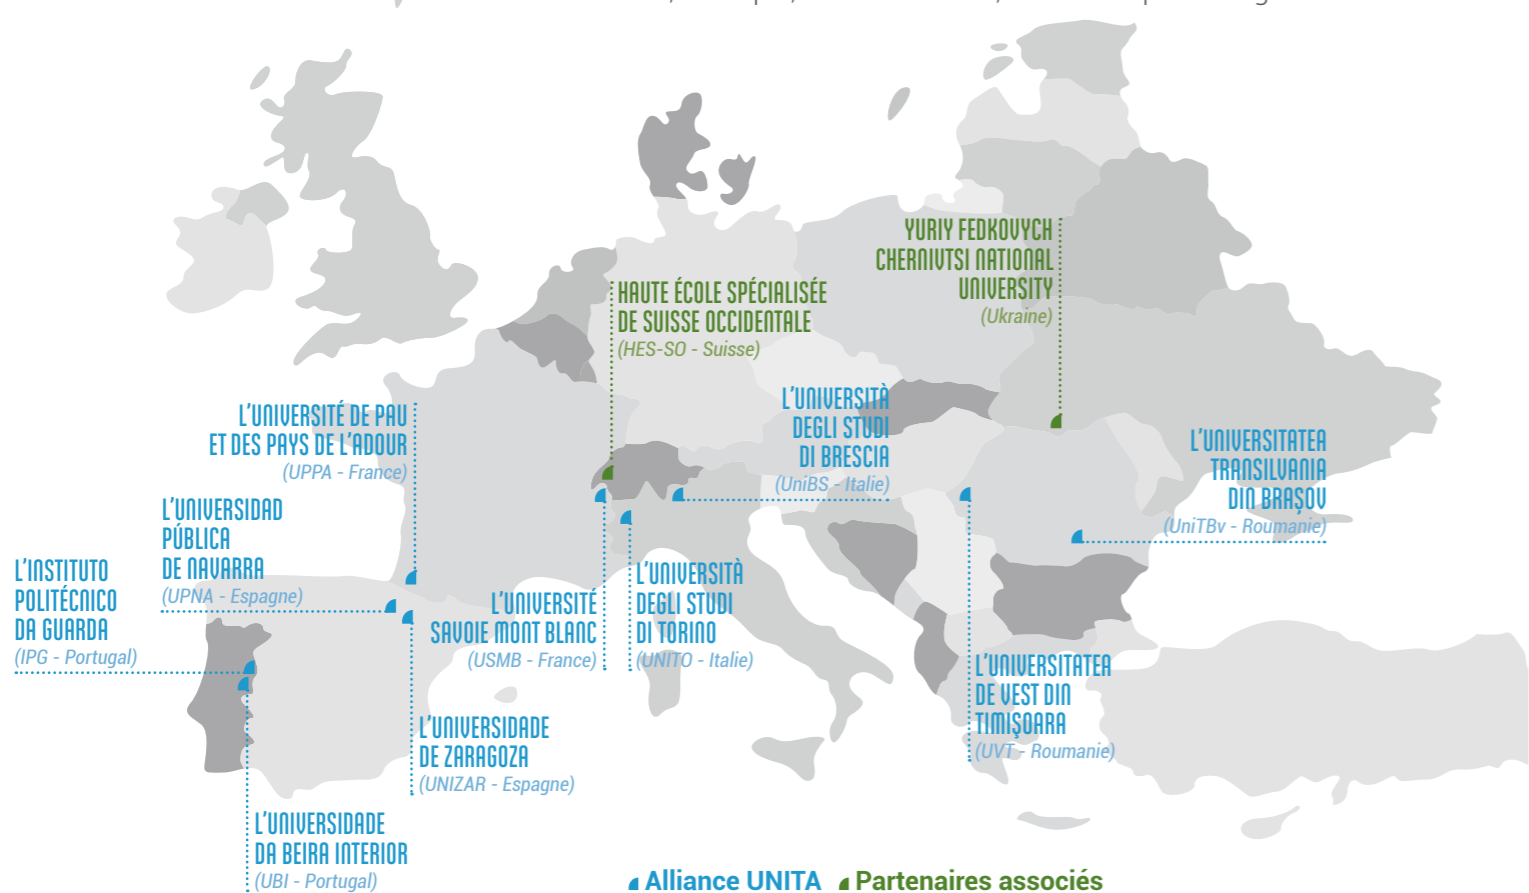 YURIY FEDKOVYCH
CHERNIVTSI NATIONAL
UNIVERSITY
(Ukraine)
HAUTE ÉCOLE SPÉCIALISÉE
DE SUISSE OCCIDENTALE
(HES-SO - Suisse)
L'UNIVERSITÀ
DEGLI STUDI
DI BRESCIA
(UniBS - Italie)
L'UNIVERSITÉ DE PAU
ET DES PAYS DE L'ADOUR
(UPPA - France)
L'UNIVERSITATEA
TRANSILVANIA
DIN BRAȘOV
(UniTBv - Roumanie)
L'UNIVERSIDAD
PÚBLICA
DE NAVARRA
(UPNA - Espagne)
L'INSTITUTO
POLITÉCNICO
DA GUARDA
(IPG - Portugal)
L'UNIVERSITÉ
SAVOIE MONT BLANC
(USMB - France)
L'UNIVERSITÀ
DEGLI STUDI
DI TORINO
(UNITO - Italie)
L'UNIVERSITATEA
DE VEST DIN
TIMIȘOARA
(UVT - Roumanie)
L'UNIVERSIDADE
DE ZARAGOZA
(UNIZAR - Espagne)
L'UNIVERSIDADE
DA BEIRA INTERIOR
(UBI - Portugal)
Alliance UNITA Partenaires associés